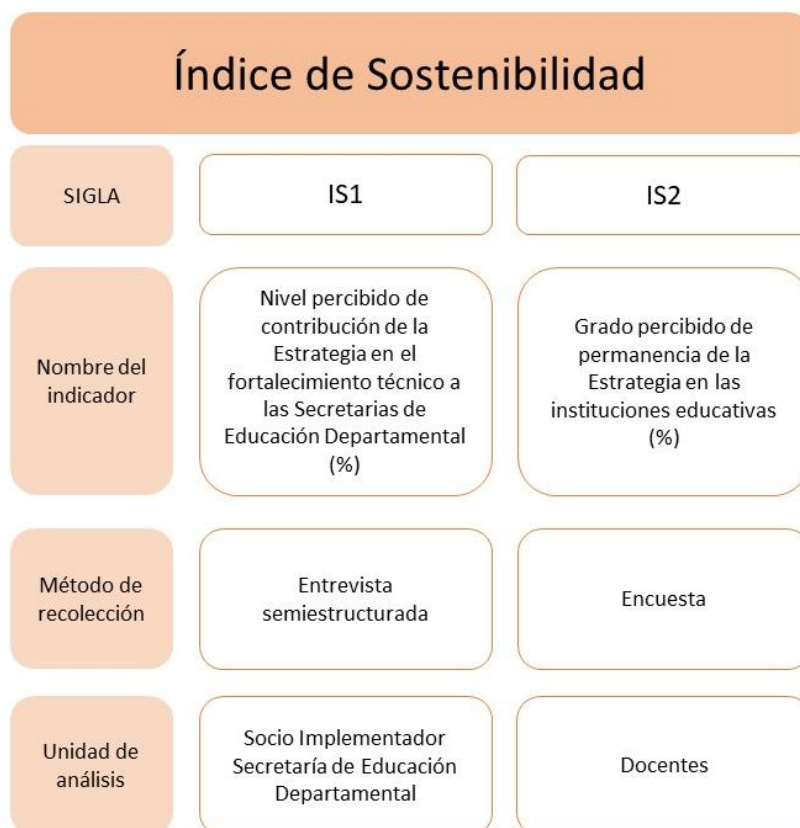 Índice de Sostenibilidad
SIGLA
IS1
IS2
Nombre del
indicador
Nivel percibido de
contribución de la
Estrategia en el
fortalecimiento técnico a
las Secretarias de
Educación Departamental
(%)
Grado percibido de
permanencia de la
Estrategia en las
instituciones educativas
(%)
Método de
recolección
Entrevista
semiestructurada
Encuesta
Unidad de
análisis
Socio Implementador
Secretaría de Educación
Departamental
Docentes